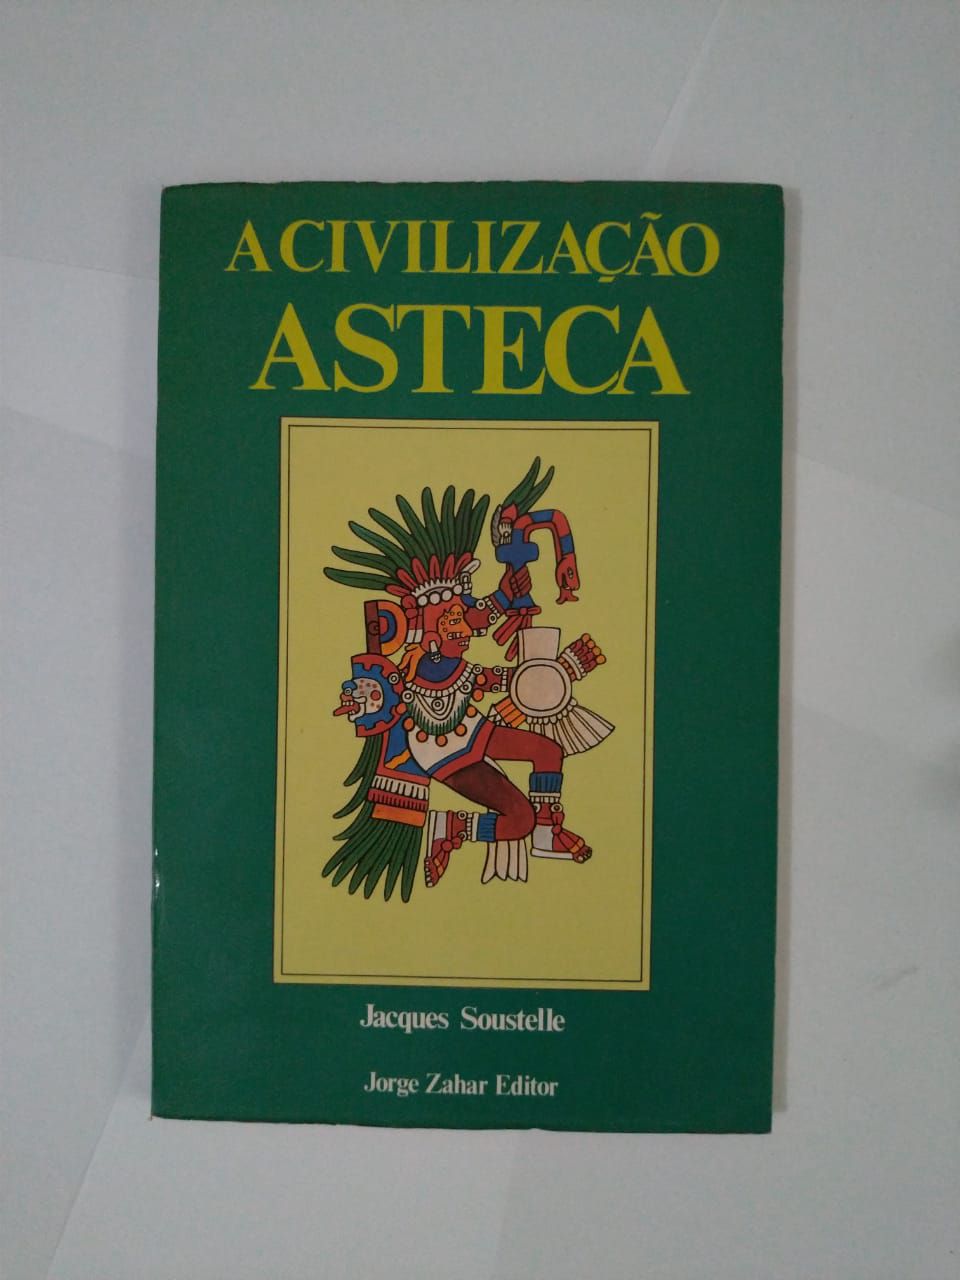 A CIVILIZAÇÃO
ASTECA
Jacques Soustelle
Jorge Zahar Editor